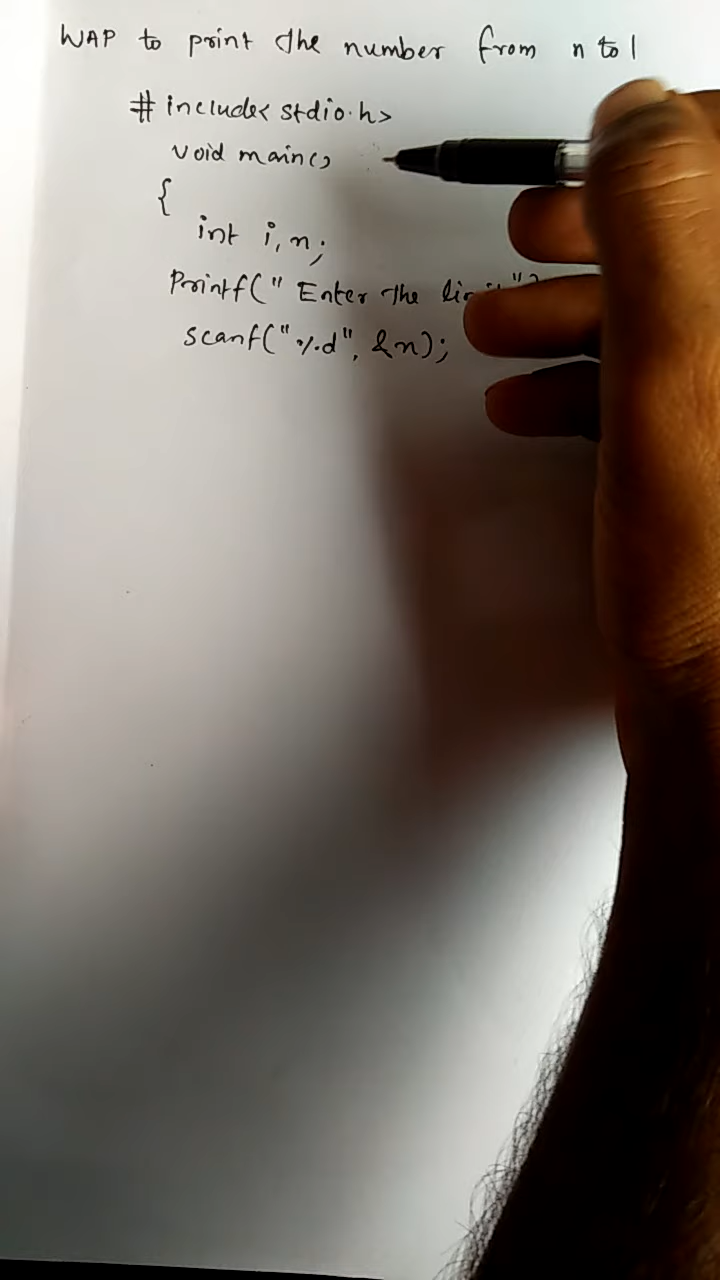 WAP to print the number from n to 1
# include< stdio.h>
void main()
{
int i, n;
Printf(" Enter the
scanf("%d", &n);